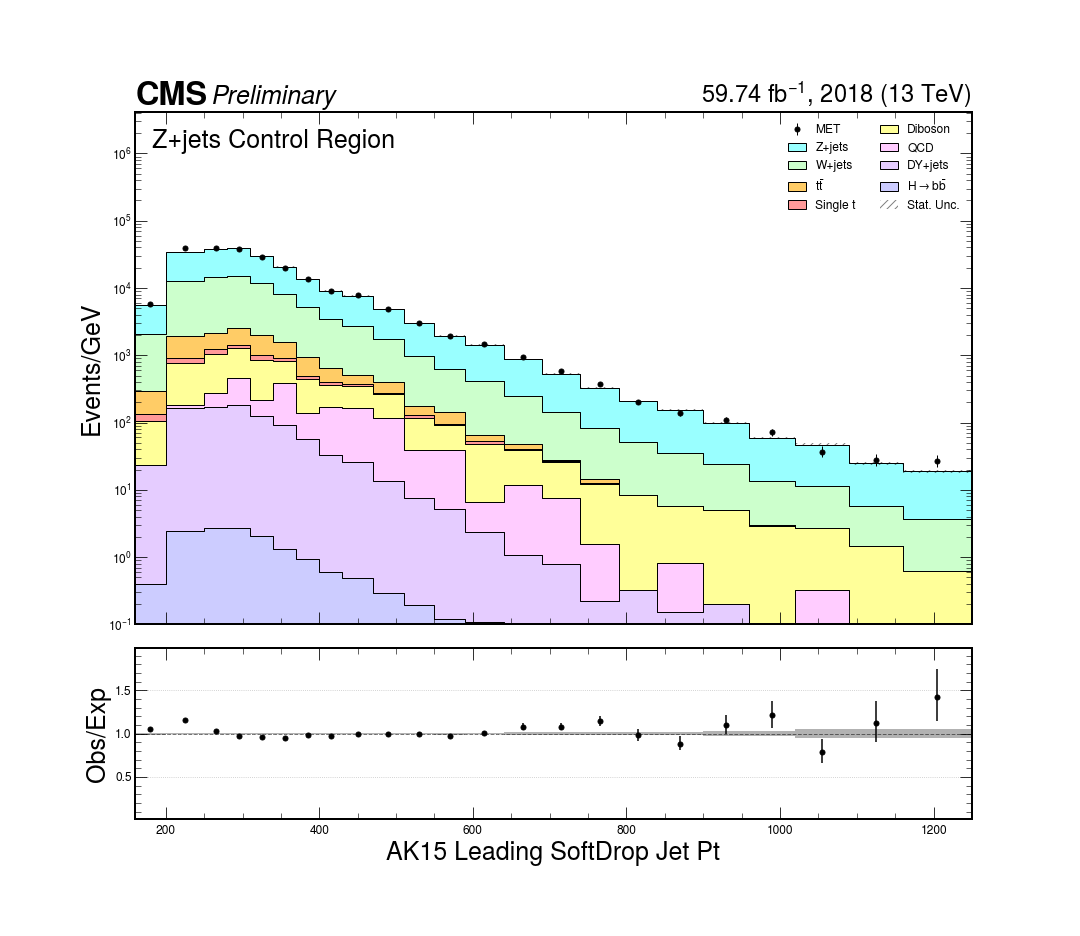 CMS Preliminary 59.74 fb⁻¹, 2018 (13 TeV)
Z+jets Control Region
MET
Z+jets
W+jets
tt̄
Single t
Diboson
QCD
DY+jets
H→bb̄
Stat. Unc.
Events/GeV
10⁶
10⁵
10⁴
10³
10²
10¹
10⁰
10⁻¹
Obs/Exp
1.5
1.0
0.5
200 400 600 800 1000 1200
AK15 Leading SoftDrop Jet Pt